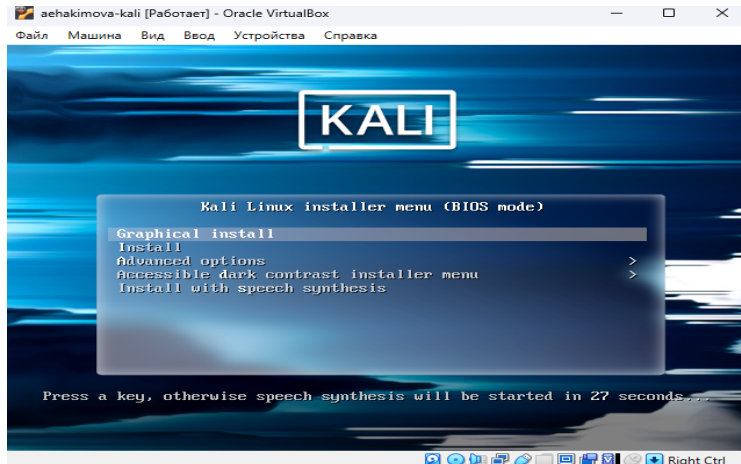 aehakimova-kali [Работает] - Oracle VirtualBox
Файл Машина Вид Ввод Устройства Справка
KALI
Kali Linux installer menu (BIOS mode)
Graphical install
Install
Advanced options >
Accessible dark contrast installer menu >
Install with speech synthesis
Press a key, otherwise speech synthesis will be started in 27 seconds...
Right Ctrl